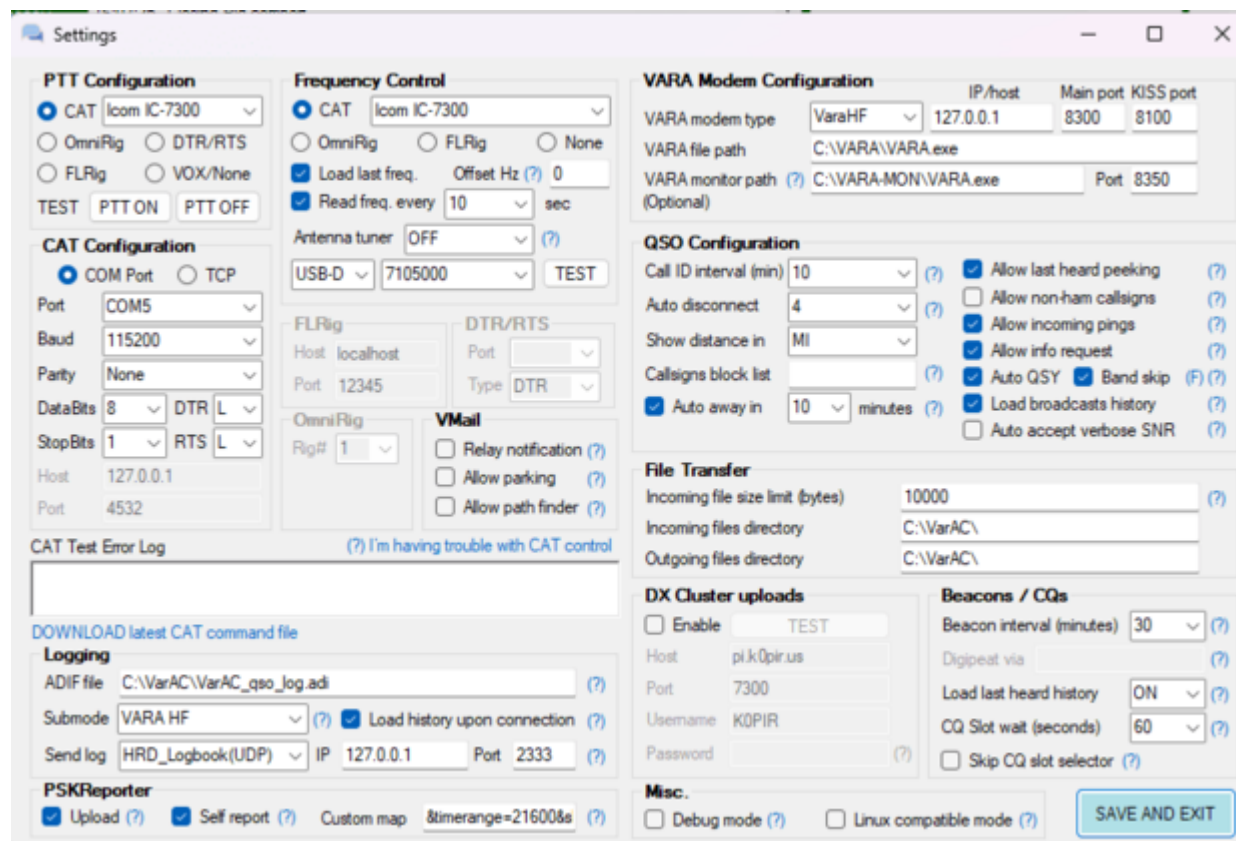 Settings
PTT Configuration
CAT Icom IC-7300
OmniRig DTR/RTS
FLRig VOX/None
TEST PTT ON PTT OFF
CAT Configuration
COM Port TCP
Port COM5
Baud 115200
Parity None
DataBits 8 DTR L
StopBits 1 RTS L
Host 127.0.0.1
Port 4532
Frequency Control
CAT Icom IC-7300
OmniRig FLRig None
Load last freq. Offset Hz (?) 0
Read freq. every 10 sec
Antenna tuner OFF (?)
USB-D 7105000 TEST
FLRig
Host localhost
Port 12345
DTR/RTS
Port
Type DTR
OmniRig
Rig# 1
VMail
Relay notification (?)
Allow parking (?)
Allow path finder (?)
CAT Test Error Log (?) I'm having trouble with CAT control
DOWNLOAD latest CAT command file
Logging
ADIF file C:\VarAC\VarAC_qso_log.adi (?)
Submode VARA HF (?) Load history upon connection (?)
Send log HRD_Logbook(UDP) IP 127.0.0.1 Port 2333 (?)
PSKReporter
Upload (?) Self report (?) Custom map &timerange=21600&s (?)
VARA Modem Configuration
IP/host Main port KISS port
VARA modem type VaraHF 127.0.0.1 8300 8100
VARA file path C:\VARA\VARA.exe
VARA monitor path (?) C:\VARA-MON\VARA.exe Port 8350
(Optional)
QSO Configuration
Call ID interval (min) 10 (?)
Auto disconnect 4 (?)
Show distance in MI
Callsigns block list (?)
Auto away in 10 minutes (?)
Allow last heard peeking (?)
Allow non-ham callsigns (?)
Allow incoming pings (?)
Allow info request (?)
Auto QSY Band skip (F) (?)
Load broadcasts history (?)
Auto accept verbose SNR (?)
File Transfer
Incoming file size limit (bytes) 10000 (?)
Incoming files directory C:\VarAC\
Outgoing files directory C:\VarAC\
DX Cluster uploads
Enable TEST
Host pi.k0pir.us
Port 7300
Username K0PIR
Password (?)
Beacons / CQs
Beacon interval (minutes) 30 (?)
Digipeat via (?)
Load last heard history ON (?)
CQ Slot wait (seconds) 60 (?)
Skip CQ slot selector (?)
Misc.
Debug mode (?) Linux compatible mode (?)
SAVE AND EXIT